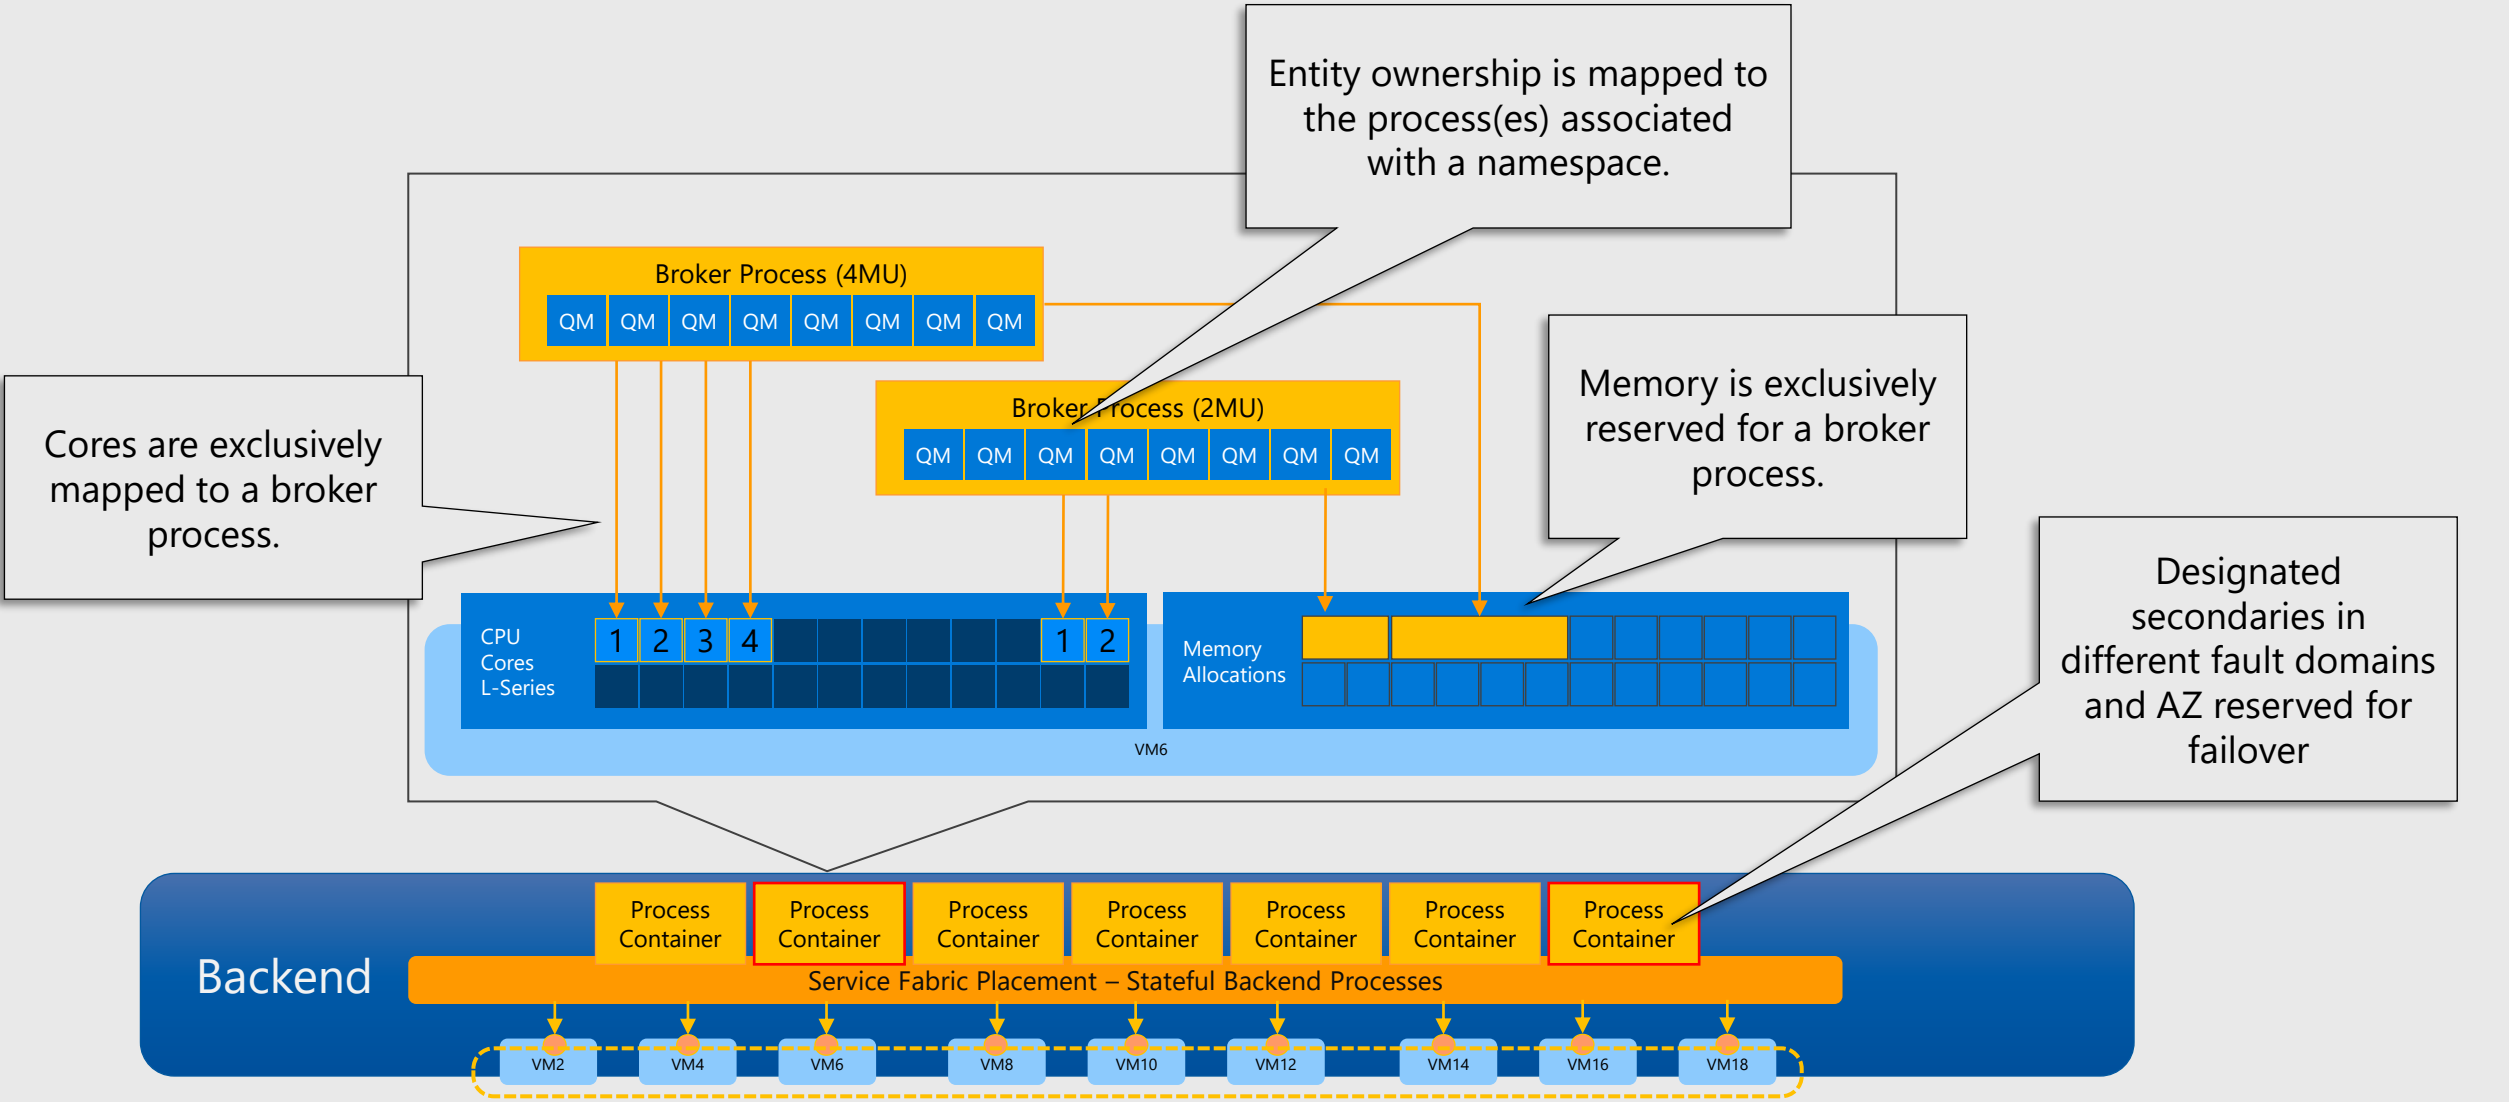 Entity ownership is mapped to
the process(es) associated
with a namespace.
Broker Process (4MU)
QM QM QM QM QM QM QM QM
Memory is exclusively
reserved for a broker
process.
Broker Process (2MU)
QM QM QM QM QM QM QM QM
Cores are exclusively
mapped to a broker
process.
Designated
secondaries in
different fault domains
and AZ reserved for
failover
CPU
Cores
L-Series
1 2 3 4 1 2
Memory
Allocations
VM6
Process
Container
Process
Container
Process
Container
Process
Container
Process
Container
Process
Container
Process
Container
Backend
Service Fabric Placement – Stateful Backend Processes
VM2 VM4 VM6 VM8 VM10 VM12 VM14 VM16 VM18